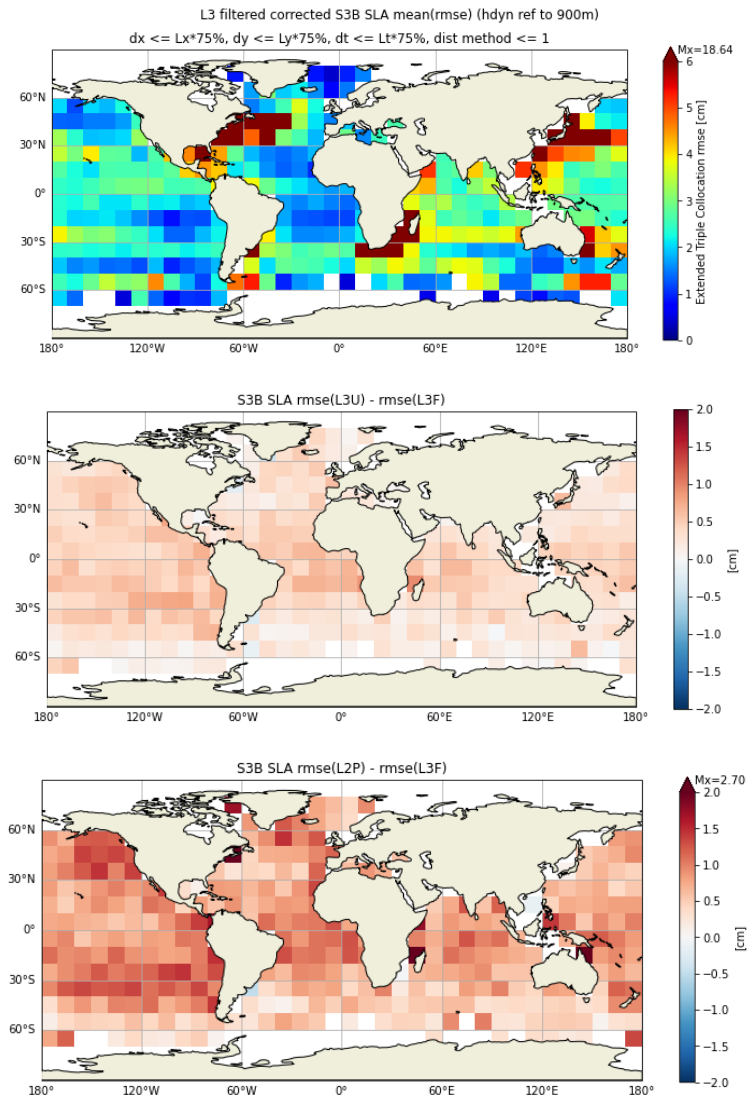 L3 filtered corrected S3B SLA mean(rmse) (hdyn ref to 900m)
dx <= Lx*75%, dy <= Ly*75%, dt <= Lt*75%, dist method <= 1
Mx=18.64
6
5
4
3
2
1
0
Extended Triple Collocation rmse [cm]
60°N
30°N
0°
30°S
60°S
180° 120°W 60°W 0° 60°E 120°E 180°
S3B SLA rmse(L3U) - rmse(L3F)
2.0
1.5
1.0
0.5
0.0
−0.5
−1.0
−1.5
−2.0
[cm]
60°N
30°N
0°
30°S
60°S
180° 120°W 60°W 0° 60°E 120°E 180°
S3B SLA rmse(L2P) - rmse(L3F)
Mx=2.70
2.0
1.5
1.0
0.5
0.0
−0.5
−1.0
−1.5
−2.0
[cm]
60°N
30°N
0°
30°S
60°S
180° 120°W 60°W 0° 60°E 120°E 180°